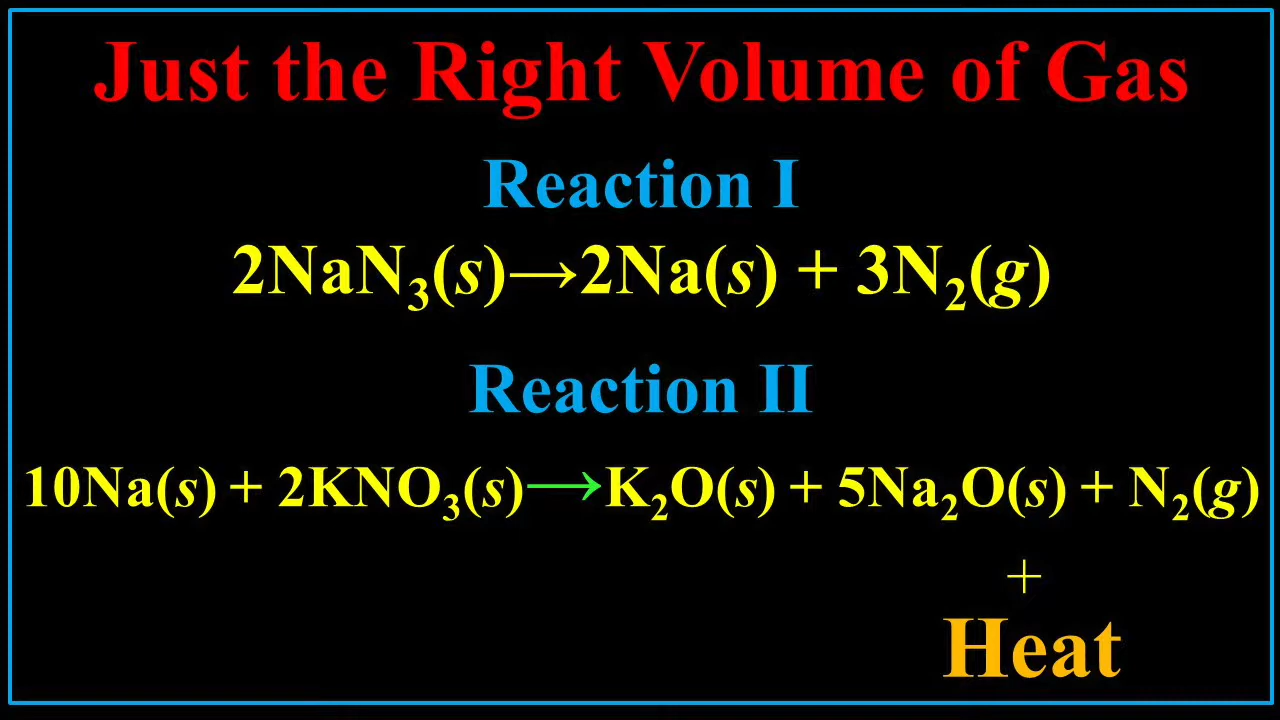 Just the Right Volume of Gas
Reaction I
2NaN₃(s)→2Na(s) + 3N₂(g)
Reaction II
10Na(s) + 2KNO₃(s)→K₂O(s) + 5Na₂O(s) + N₂(g)
+
Heat